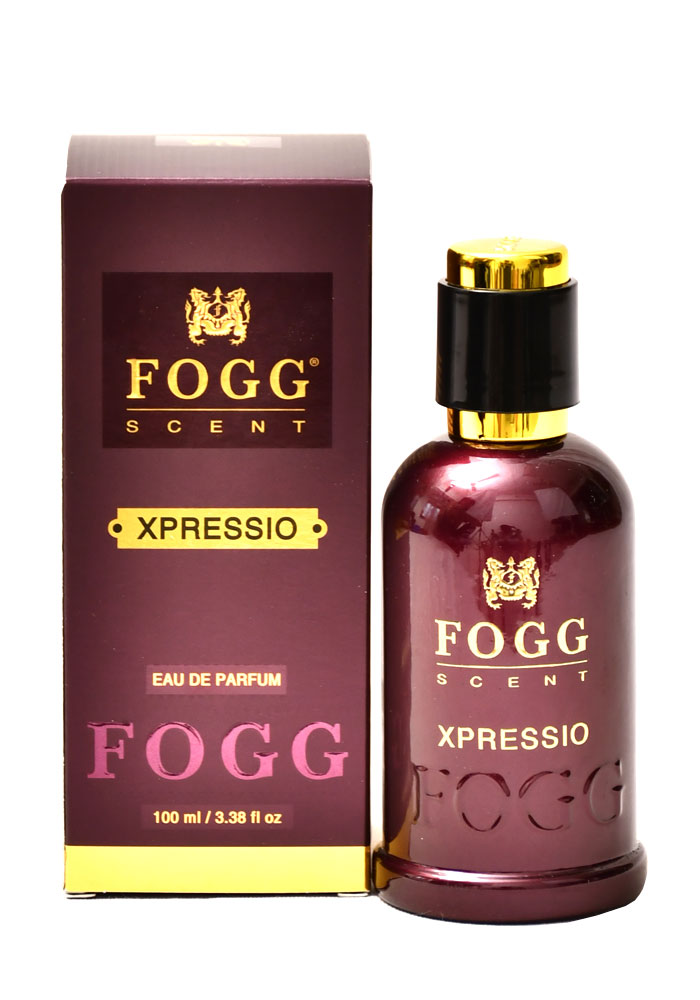 FOGG®
SCENT
XPRESSIO
EAU DE PARFUM
FOGG
100 ml / 3.38 fl oz
FOGG
SCENT
XPRESSIO
FOGG